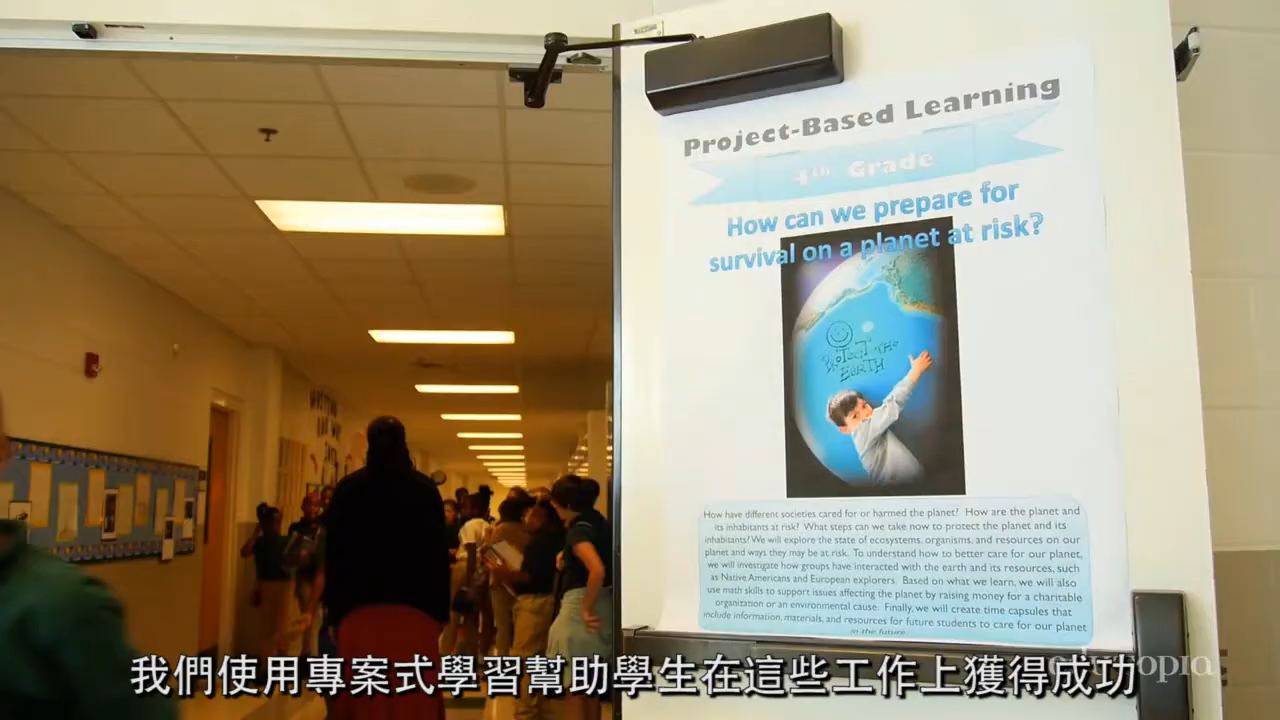 Project-Based Learning
4th Grade
How can we prepare for
survival on a planet at risk?
PROTECT THE
EARTH
How have different societies cared for or harmed the planet? How are the planet and
its inhabitants at risk? What steps can we take now to protect the planet and its
inhabitants? We will explore the state of ecosystems, organisms, and resources on our
planet and ways they may be at risk. To understand how to better care for our planet,
we will investigate how groups have interacted with the earth and its resources, such
as Native Americans and European explorers. Based on what we learn, we will also
use math skills to support issues affecting the planet by raising money for a charitable
organization or an environmental cause. Finally, we will create time capsules that
include information, materials, and resources for future students to care for our planet
in the future.
edutopia
我們使用專案式學習幫助學生在這些工作上獲得成功